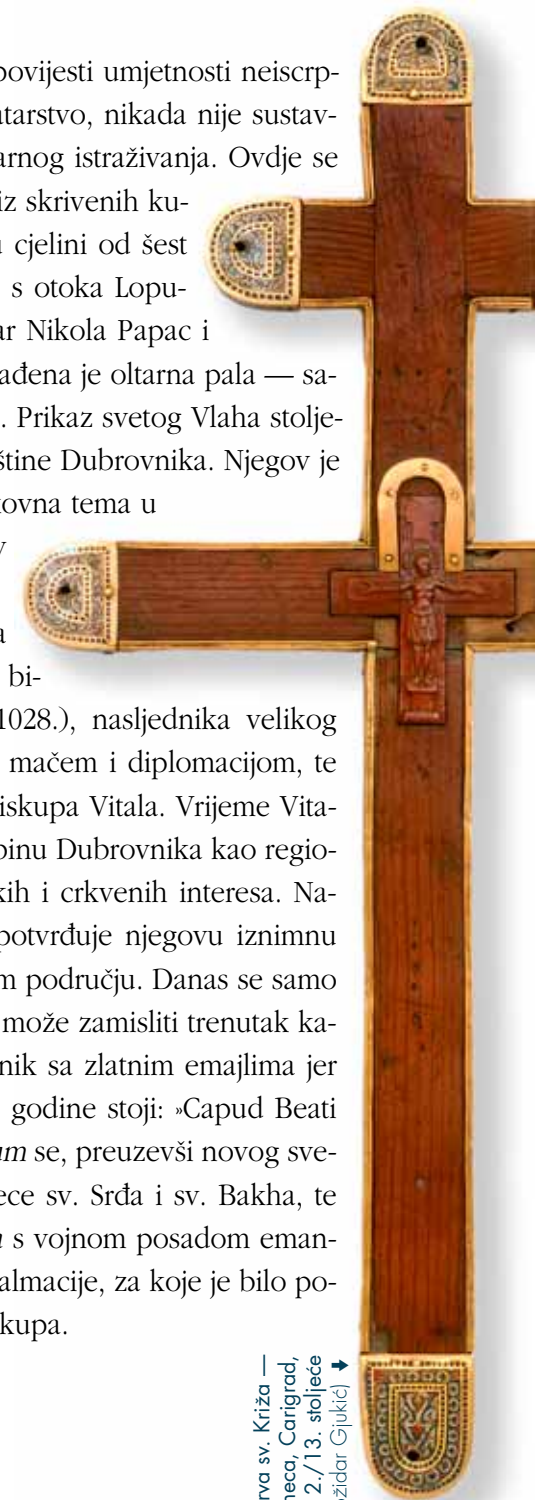 povijesti umjetnosti neiscrp-
atarstvo, nikada nije sustav-
arnog istraživanja. Ovdje se
iz skrivenih ku-
u cjelini od šest
s otoka Lopu-
ar Nikola Papac i
ađena je oltarna pala — sa-
. Prikaz svetog Vlaha stolje-
štine Dubrovnika. Njegov je
kovna tema u
v
a
bi-
1028.), nasljednika velikog
mačem i diplomacijom, te
iskupa Vitala. Vrijeme Vita-
binu Dubrovnika kao regio-
kih i crkvenih interesa. Na-
potvrđuje njegovu iznimnu
m području. Danas se samo
može zamisliti trenutak ka-
nik sa zlatnim emajlima jer
godine stoji: »Capud Beati
um se, preuzevši novog sve-
ece sv. Srđa i sv. Bakha, te
s vojnom posadom eman-
almacije, za koje je bilo po-
kupa.
rva sv. Križa —
neca, Carigrad,
2./13. stoljeće
židar Gjukić)